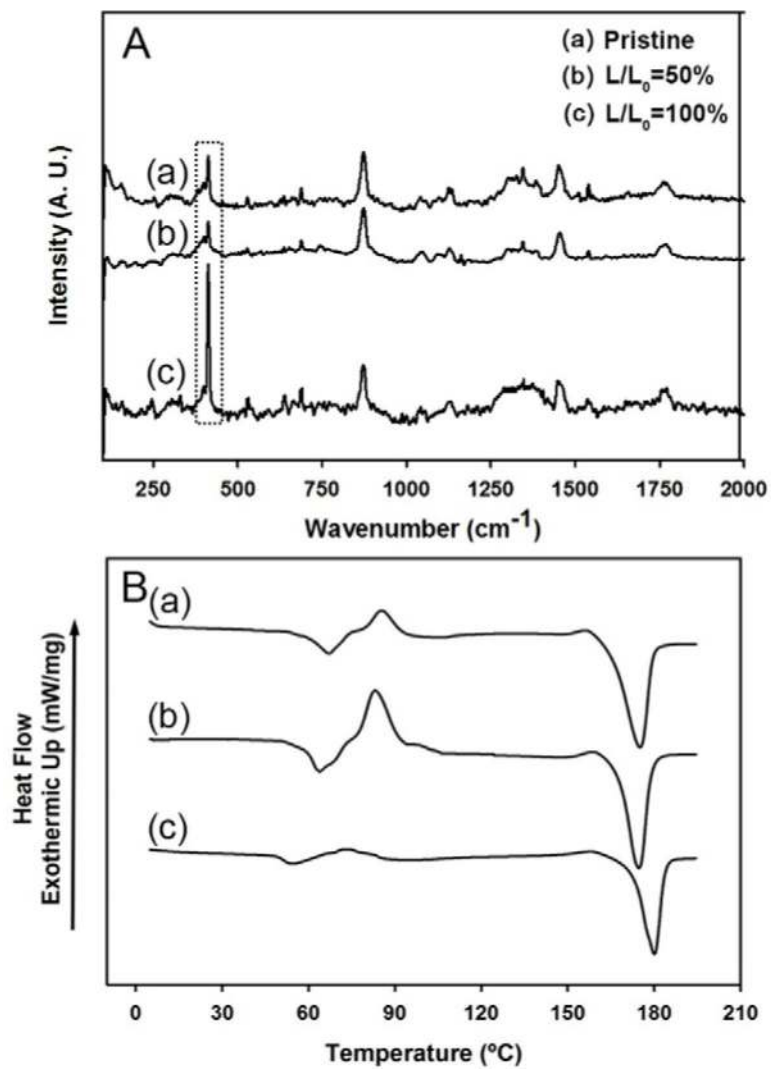 A
(a) Pristine
(b) L/L₀=50%
(c) L/L₀=100%
(a)
(b)
(c)
Intensity (A. U.)
250 500 750 1000 1250 1500 1750 2000
Wavenumber (cm⁻¹)
B
(a)
(b)
(c)
Heat Flow
Exothermic Up (mW/mg)
0 30 60 90 120 150 180 210
Temperature (ºC)